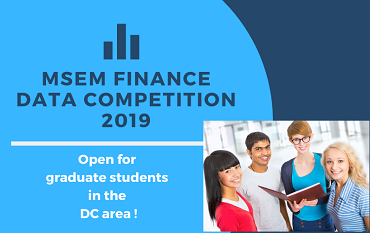 MSEM FINANCE
DATA COMPETITION
2019
Open for
graduate students
in the
DC area !